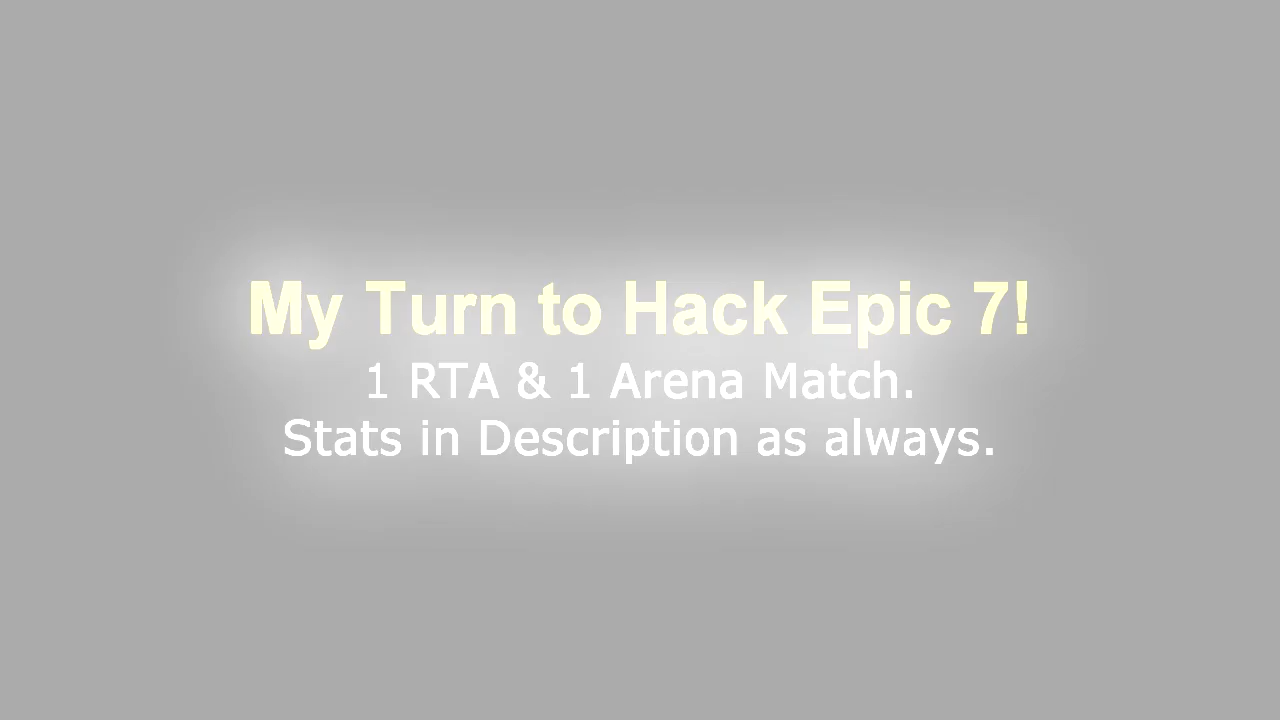 My Turn to Hack Epic 7!
1 RTA & 1 Arena Match.
Stats in Description as always.